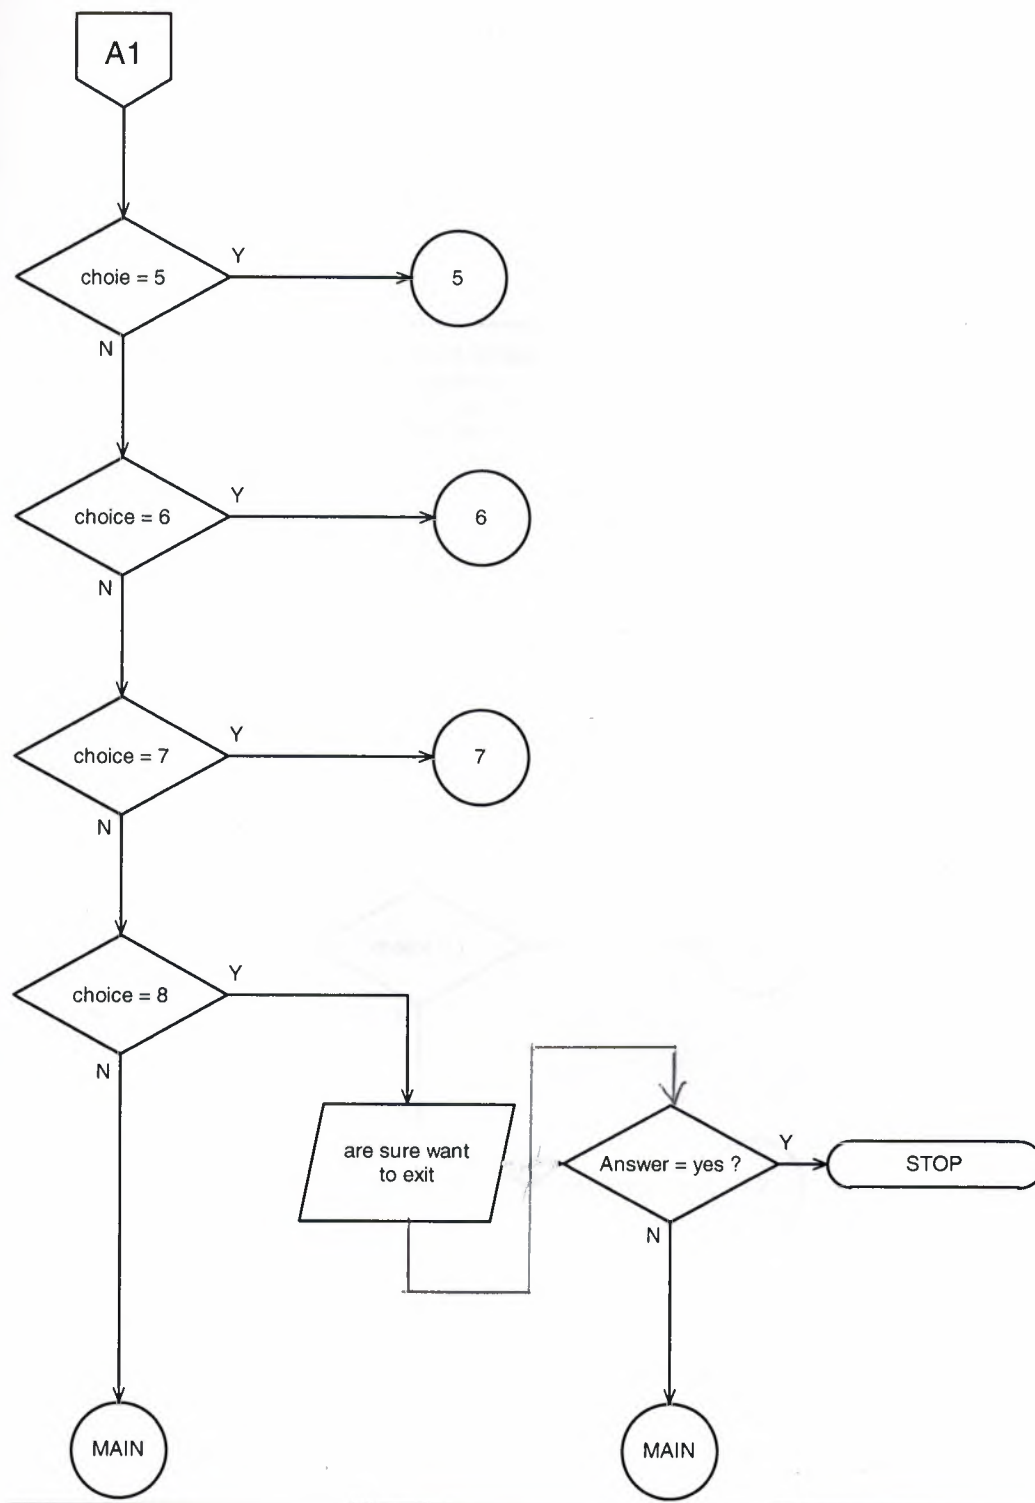 A1
choie = 5
Y
5
N
choice = 6
Y
6
N
choice = 7
Y
7
N
choice = 8
Y
N
are sure want
to exit
Answer = yes ?
Y
STOP
N
MAIN
MAIN